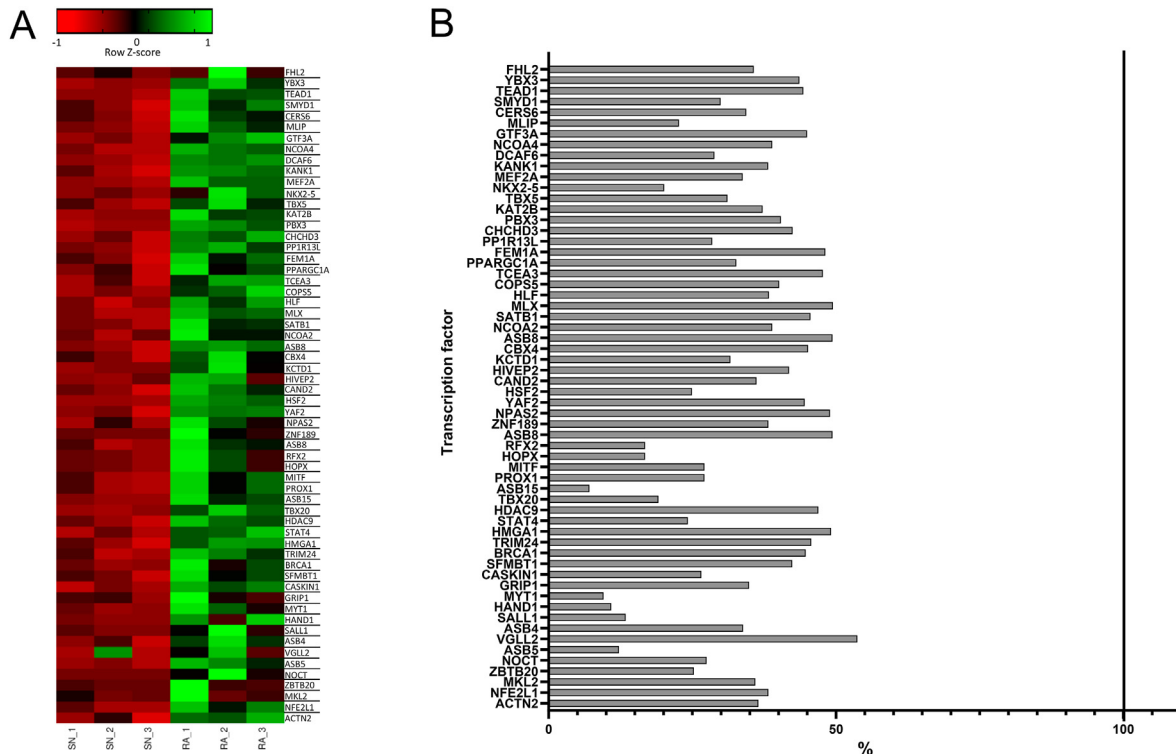 A
-1
0
1
Row Z-score
FHL2
YBX3
TEAD1
SMYD1
CERS6
MLIP
GTF3A
NCOA4
DCAF6
KANK1
MEF2A
NKX2-5
TBX5
KAT2B
PBX3
CHCHD3
PP1R13L
FEM1A
PPARGC1A
TCEA3
COPS5
HLF
MLX
SATB1
NCOA2
ASB8
CBX4
KCTD1
HIVEP2
CAND2
HSF2
YAF2
NPAS2
ZNF189
ASB8
RFX2
HOPX
MITF
PROX1
ASB15
TBX20
HDAC9
STAT4
HMGA1
TRIM24
BRCA1
SFMBT1
CASKIN1
GRIP1
MYT1
HAND1
SALL1
ASB4
VGLL2
ASB5
NOCT
ZBTB20
MKL2
NFE2L1
ACTN2
SN_1
SN_2
SN_3
RA_1
RA_2
RA_3
B
Transcription factor
FHL2
YBX3
TEAD1
SMYD1
CERS6
MLIP
GTF3A
NCOA4
DCAF6
KANK1
MEF2A
NKX2-5
TBX5
KAT2B
PBX3
CHCHD3
PP1R13L
FEM1A
PPARGC1A
TCEA3
COPS5
HLF
MLX
SATB1
NCOA2
ASB8
CBX4
KCTD1
HIVEP2
CAND2
HSF2
YAF2
NPAS2
ZNF189
ASB8
RFX2
HOPX
MITF
PROX1
ASB15
TBX20
HDAC9
STAT4
HMGA1
TRIM24
BRCA1
SFMBT1
CASKIN1
GRIP1
MYT1
HAND1
SALL1
ASB4
VGLL2
ASB5
NOCT
ZBTB20
MKL2
NFE2L1
ACTN2
0
50
100
%